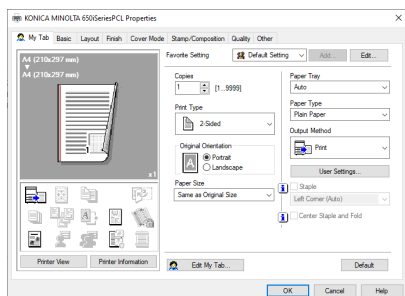 KONICA MINOLTA 650iSeriesPCL Properties
My Tab Basic Layout Finish Cover Mode Stamp/Composition Quality Other
A4 (210x297 mm)
A4 (210x297 mm)
1
x1
Printer View Printer Information
Favorite Setting Default Setting Add... Edit...
Copies
1 [1...9999]
Print Type
2-Sided
Original Orientation
A
Portrait
Landscape
Paper Size
Same as Original Size
Paper Tray
Auto
Paper Type
Plain Paper
Output Method
Print
User Settings...
Staple
Left Corner (Auto)
Center Staple and Fold
Edit My Tab... Default
OK Cancel Help